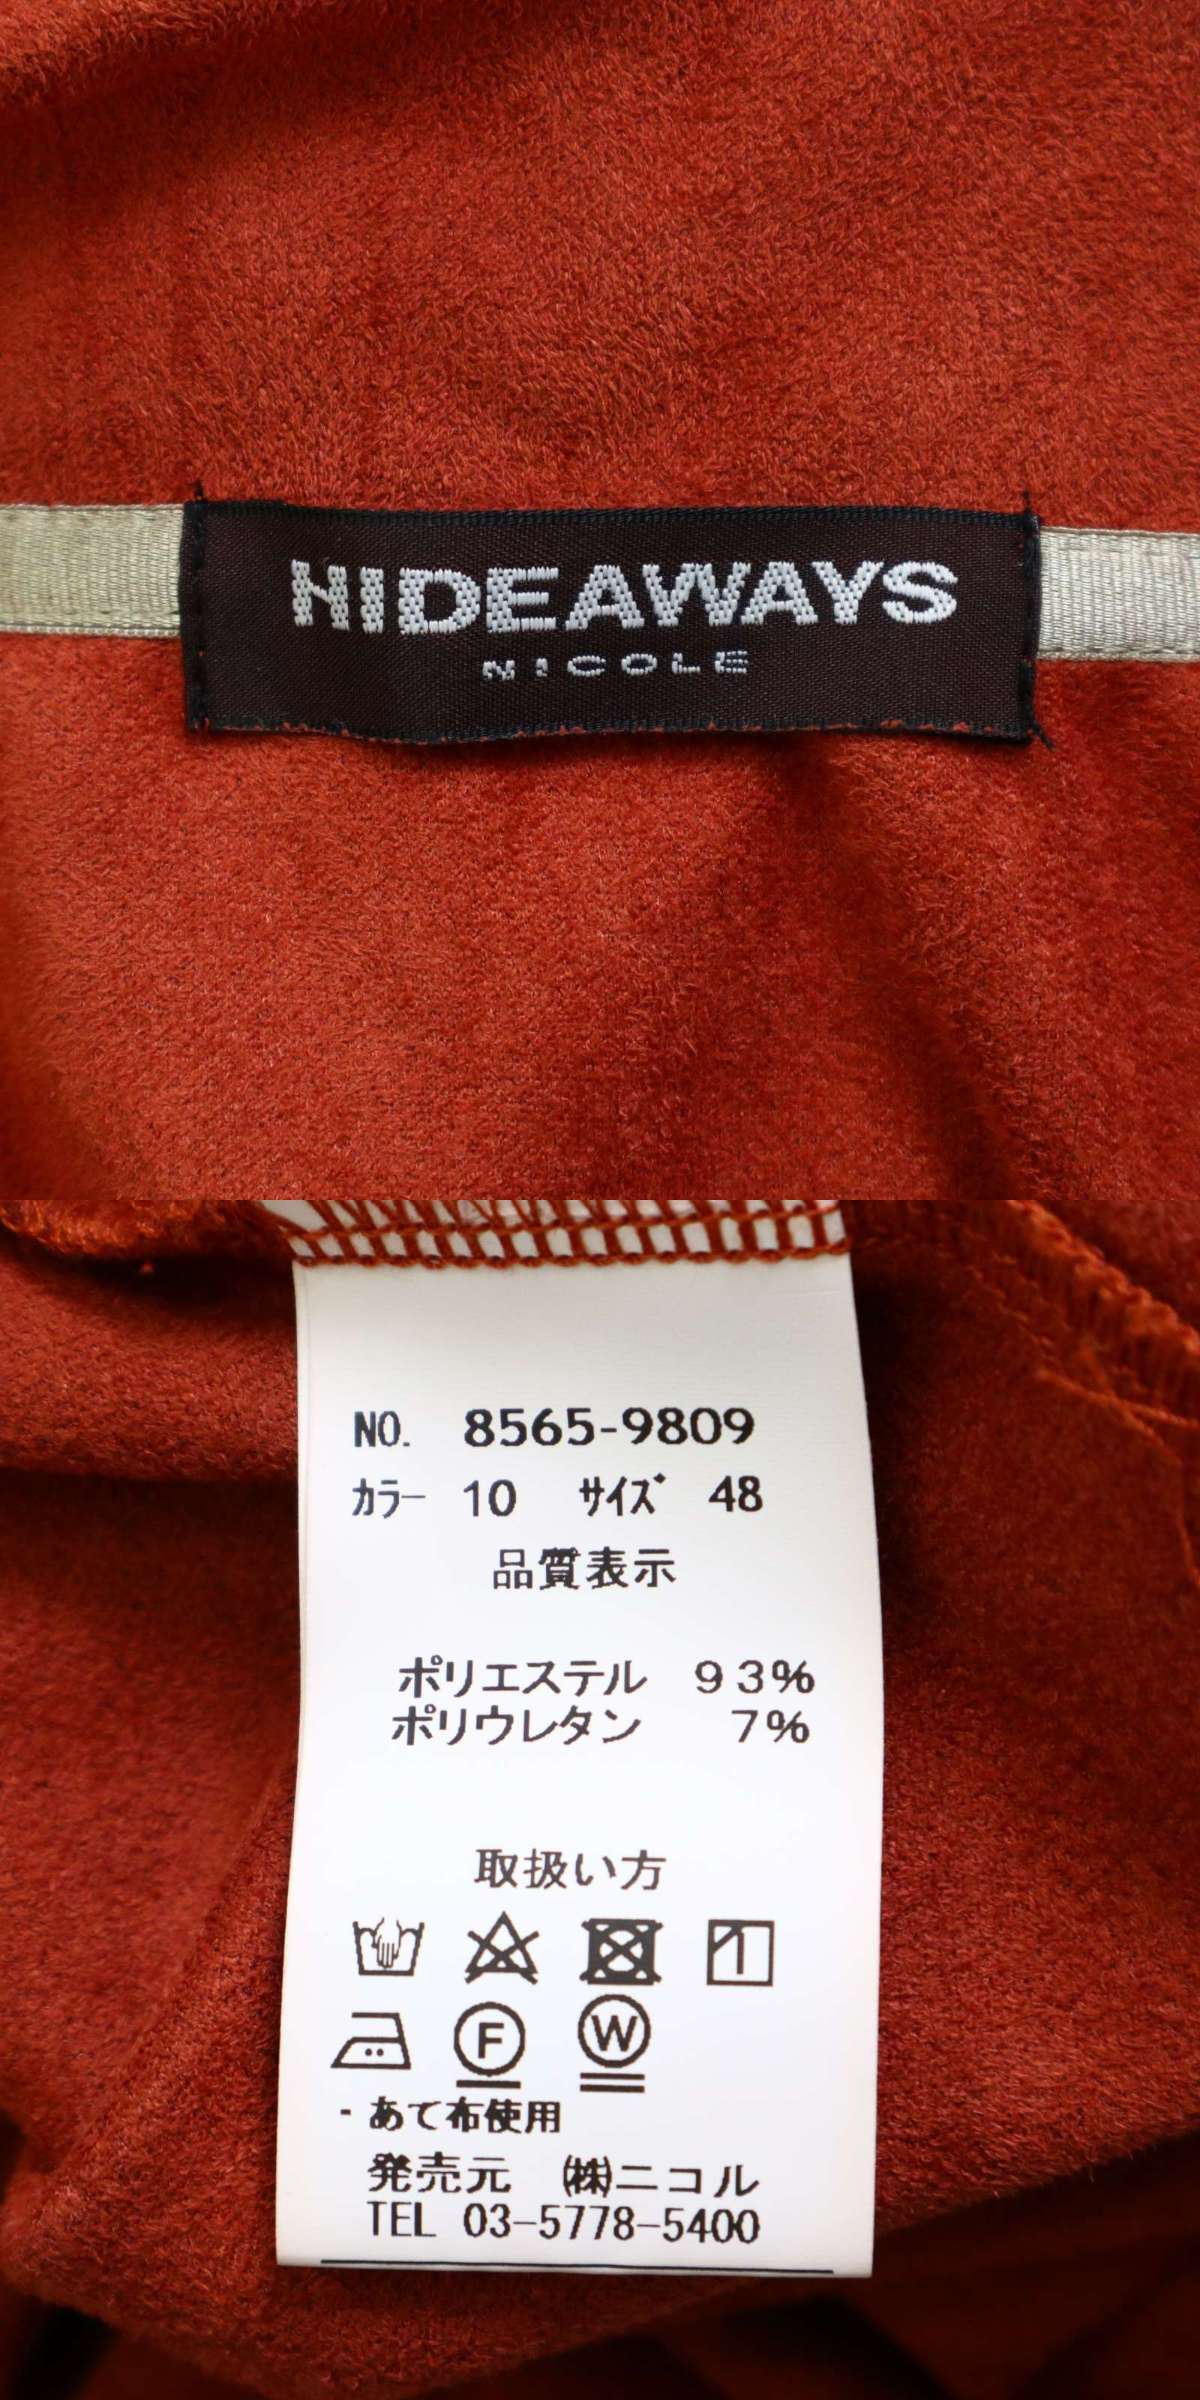 HIDEAWAYS
NICOLE
NO. 8565-9809
カラー 10 サイズ 48
品質表示
ポリエステル 93%
ポリウレタン 7%
取扱い方
F W
・あて布使用
発売元 ㈱ニコル
TEL 03-5778-5400